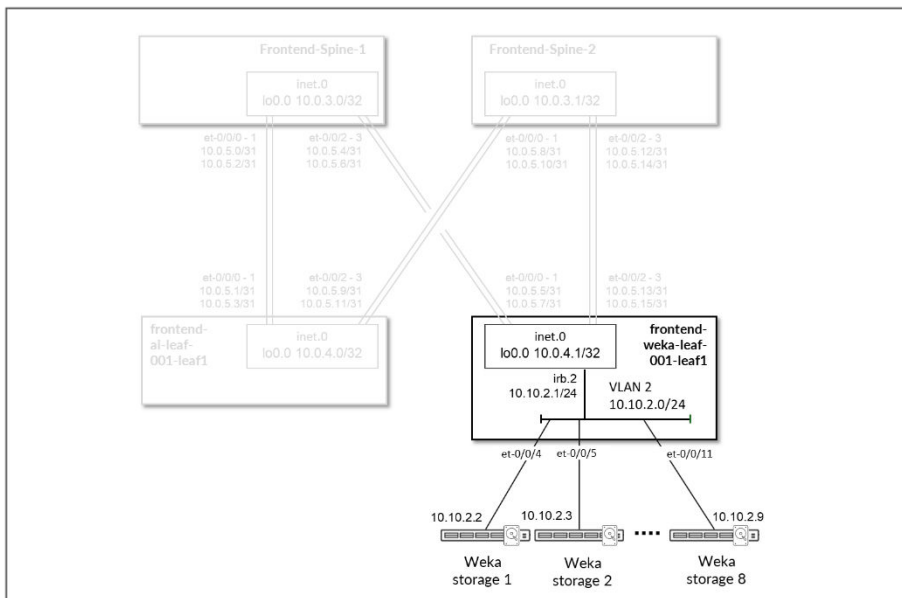 Frontend-Spine-1
inet.0
lo0.0 10.0.3.0/32
Frontend-Spine-2
inet.0
lo0.0 10.0.3.1/32
et-0/0/0 - 1
10.0.5.0/31
10.0.5.2/31
et-0/0/2 - 3
10.0.5.4/31
10.0.5.6/31
et-0/0/0 - 1
10.0.5.8/31
10.0.5.10/31
et-0/0/2 - 3
10.0.5.12/31
10.0.5.14/31
et-0/0/0 - 1
10.0.5.1/31
10.0.5.3/31
et-0/0/2 - 3
10.0.5.9/31
10.0.5.11/31
et-0/0/0 - 1
10.0.5.5/31
10.0.5.7/31
et-0/0/2 - 3
10.0.5.13/31
10.0.5.15/31
frontend-
ai-leaf-
001-leaf1
inet.0
lo0.0 10.0.4.0/32
inet.0
lo0.0 10.0.4.1/32
frontend-
weka-leaf-
001-leaf1
irb.2
10.10.2.1/24
VLAN 2
10.10.2.0/24
et-0/0/4
et-0/0/5
et-0/0/11
10.10.2.2
10.10.2.3
10.10.2.9
Weka
storage 1
Weka
storage 2
Weka
storage 8